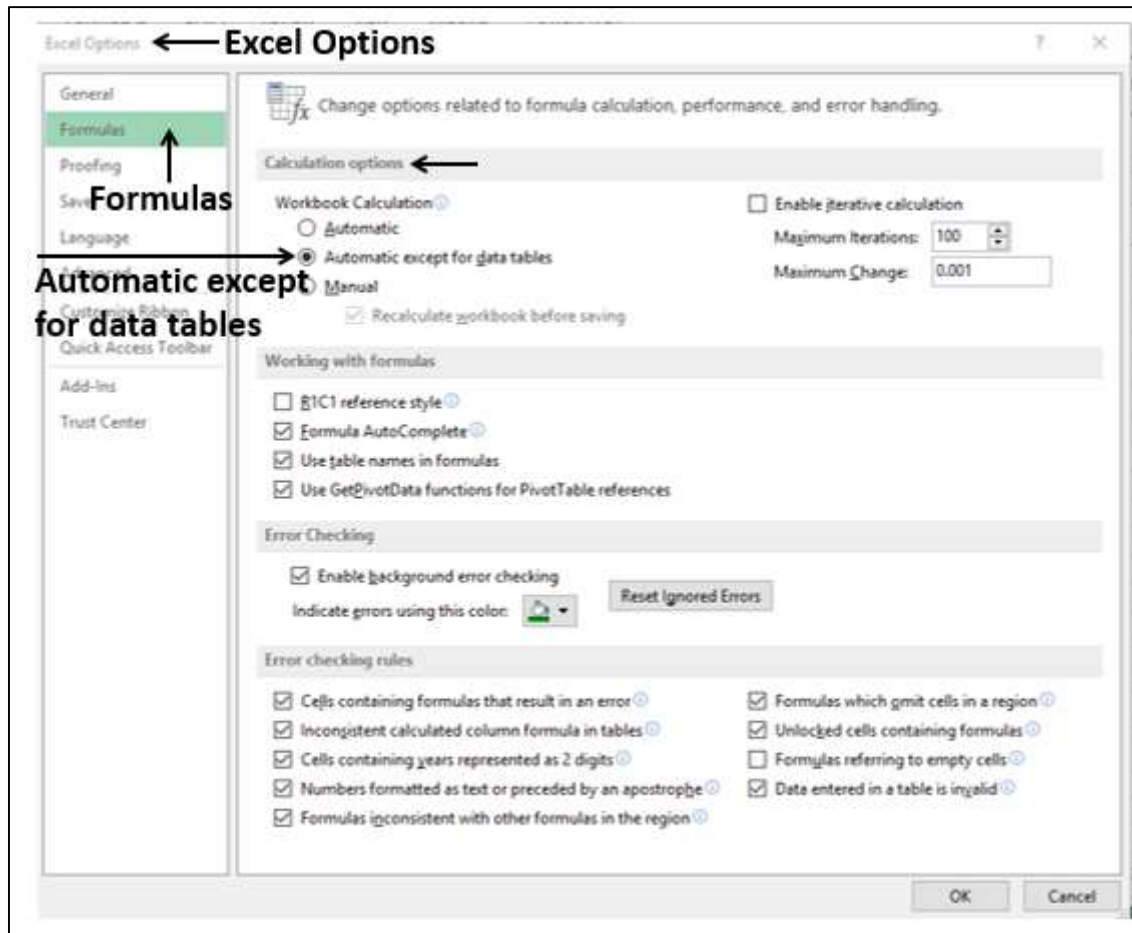 Excel Options
Excel Options
? ×
General
Formulas
Proofing
Save
Language
Advanced
Customize Ribbon
Quick Access Toolbar
Add-Ins
Trust Center
Formulas
Automatic except
for data tables
Change options related to formula calculation, performance, and error handling.
Calculation options
Workbook Calculation
Automatic
Automatic except for data tables
Manual
Recalculate workbook before saving
Enable iterative calculation
Maximum Iterations: 100
Maximum Change: 0.001
Working with formulas
R1C1 reference style
Formula AutoComplete
Use table names in formulas
Use GetPivotData functions for PivotTable references
Error Checking
Enable background error checking
Indicate errors using this color:
Reset Ignored Errors
Error checking rules
Cells containing formulas that result in an error
Inconsistent calculated column formula in tables
Cells containing years represented as 2 digits
Numbers formatted as text or preceded by an apostrophe
Formulas inconsistent with other formulas in the region
Formulas which omit cells in a region
Unlocked cells containing formulas
Formulas referring to empty cells
Data entered in a table is invalid
OK
Cancel